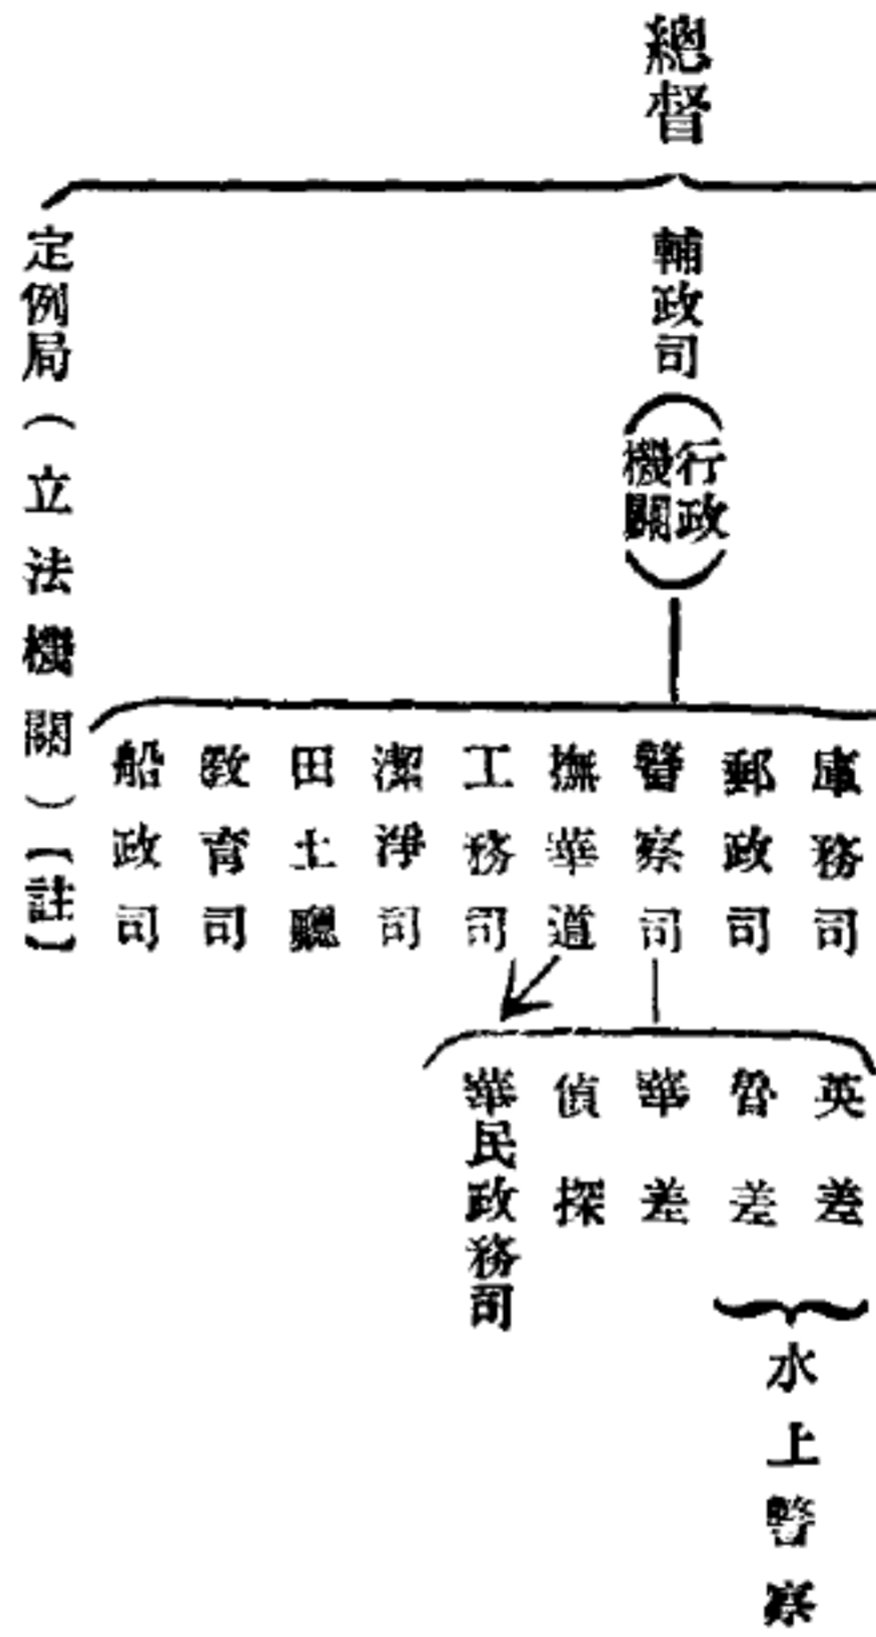 總督
輔政司
(行政機關)
庫務司
郵政司
警察司
撫華道
工務司
潔淨司
田土廳
教育司
船政司
英差
差
華差
偵探
華民政務司
水上警察
定例局(立法機關)【註】